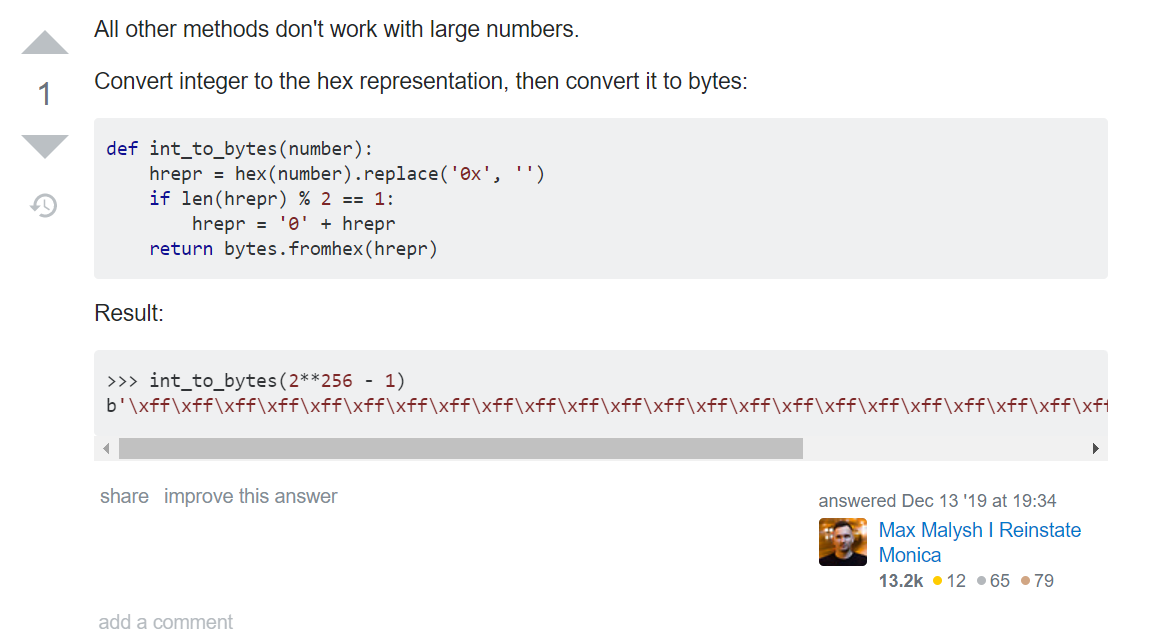 All other methods don't work with large numbers.
1
Convert integer to the hex representation, then convert it to bytes:
def int_to_bytes(number):
    hrepr = hex(number).replace('0x', '')
    if len(hrepr) % 2 == 1:
        hrepr = '0' + hrepr
    return bytes.fromhex(hrepr)
Result:
>>> int_to_bytes(2**256 - 1)
b'\xff\xff\xff\xff\xff\xff\xff\xff\xff\xff\xff\xff\xff\xff\xff\xff\xff\xff\xff\xff\xff\xff\xff
share improve this answer
answered Dec 13 '19 at 19:34
Max Malysh I Reinstate
Monica
13.2k 12 65 79
add a comment